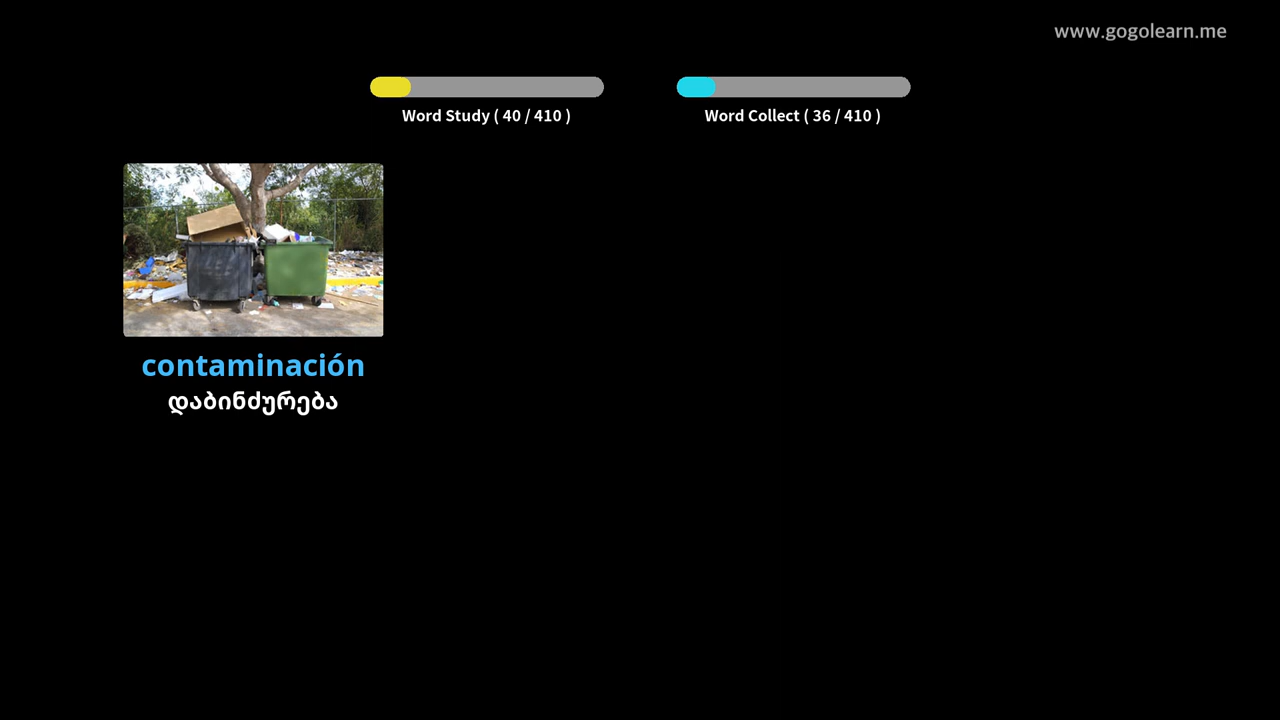 www.gogolearn.me
Word Study ( 40 / 410 )
Word Collect ( 36 / 410 )
contaminación
დაბინძურება